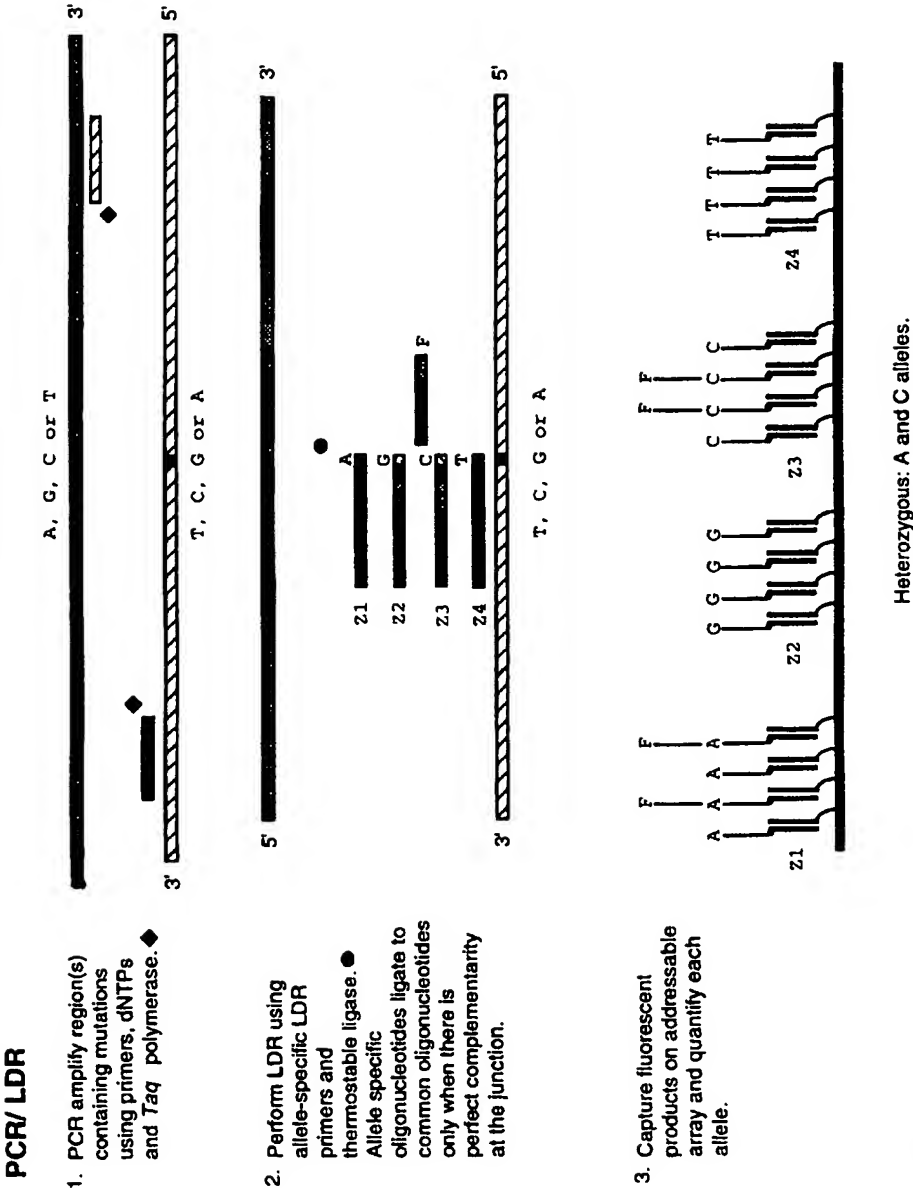 PCR/ LDR
1. PCR amplify region(s)
containing mutations
using primers, dNTPs
and Taq polymerase. ◆
A, G, C or T
3'
3'
5'
T, C, G or A
2. Perform LDR using
allele-specific LDR
primers and
thermostable ligase. ●
Allele specific
oligonucleotides ligate to
common oligonucleotides
only when there is
perfect complementarity
at the junction.
5'
3'
Z1 A
Z2 G
Z3 C F
Z4 T
3'
5'
T, C, G or A
3. Capture fluorescent
products on addressable
array and quantify each
allele.
F F F F
A A A A G G G G C C C C T T T T
Z1 Z2 Z3 Z4
Heterozygous: A and C alleles.